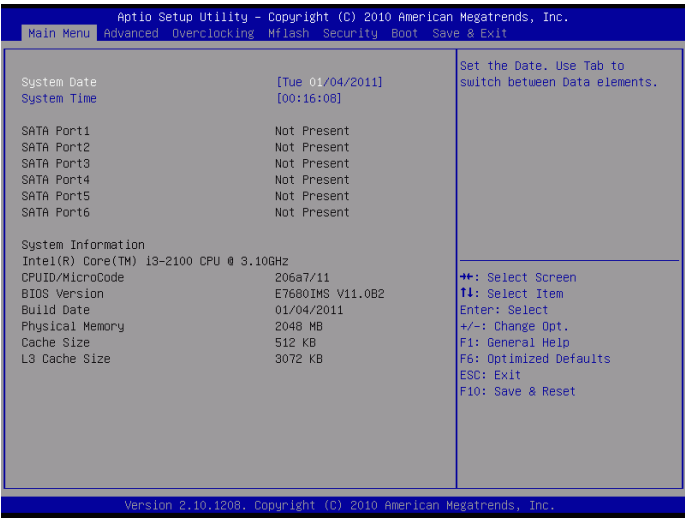 Aptio Setup Utility – Copyright (C) 2010 American Megatrends, Inc.
Main Menu Advanced Overclocking Mflash Security Boot Save & Exit
System Date [Tue 01/04/2011]
System Time [00:16:08]
SATA Port1 Not Present
SATA Port2 Not Present
SATA Port3 Not Present
SATA Port4 Not Present
SATA Port5 Not Present
SATA Port6 Not Present
System Information
Intel(R) Core(TM) i3-2100 CPU @ 3.10GHz
CPUID/MicroCode 206a7/11
BIOS Version E7680IMS V11.0B2
Build Date 01/04/2011
Physical Memory 2048 MB
Cache Size 512 KB
L3 Cache Size 3072 KB
Set the Date. Use Tab to
switch between Data elements.
→←: Select Screen
↑↓: Select Item
Enter: Select
+/-: Change Opt.
F1: General Help
F6: Optimized Defaults
ESC: Exit
F10: Save & Reset
Version 2.10.1208. Copyright (C) 2010 American Megatrends, Inc.